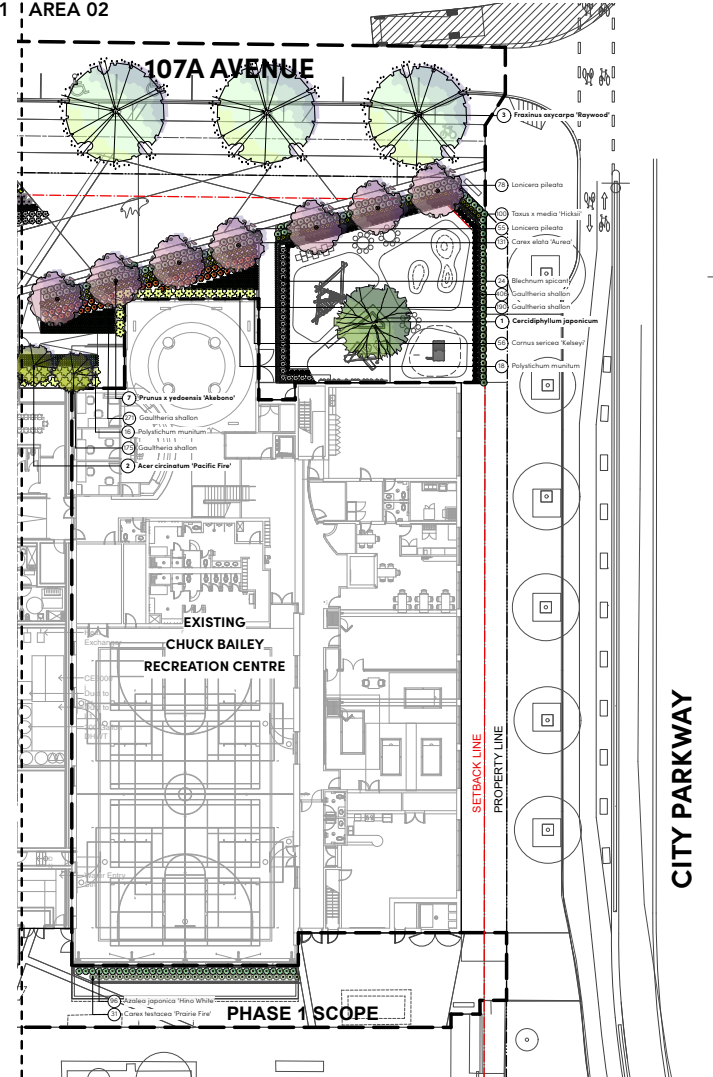 1 AREA 02
107A AVENUE
3 Fraxinus oxycarpa 'Raywood'
78 Lonicera pileata
100 Taxus x media 'Hicksii'
55 Lonicera pileata
131 Carex elata 'Aurea'
24 Blechnum spicant
Gaultheria shallon
Gaultheria shallon
1 Cercidiphyllum japonicum
56 Cornus sericea 'Kelseyi'
18 Polystichum munitum
7 Prunus x yedoensis 'Akebono'
271 Gaultheria shallon
16 Polystichum munitum
175 Gaultheria shallon
2 Acer circinatum 'Pacific Fire'
EXISTING
CHUCK BAILEY
RECREATION CENTRE
Exchanger
SETBACK LINE
PROPERTY LINE
CITY PARKWAY
96 Azalea japonica 'Hino White'
31 Carex testacea 'Prairie Fire'
PHASE 1 SCOPE